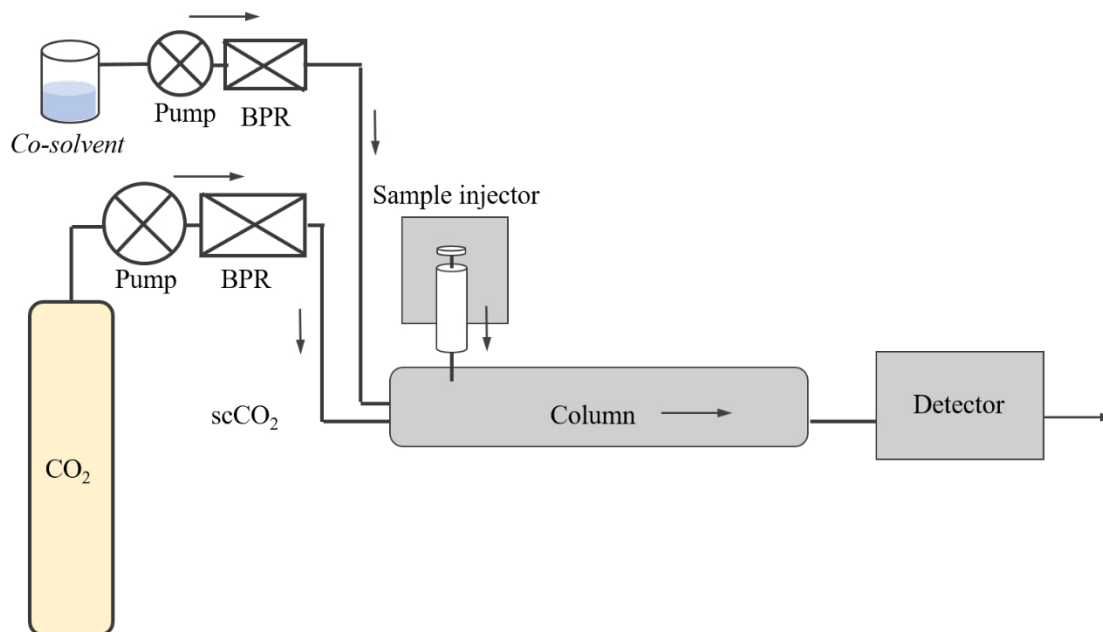 Pump
BPR
Co-solvent
Sample injector
Pump
BPR
scCO₂
Column
Detector
CO₂